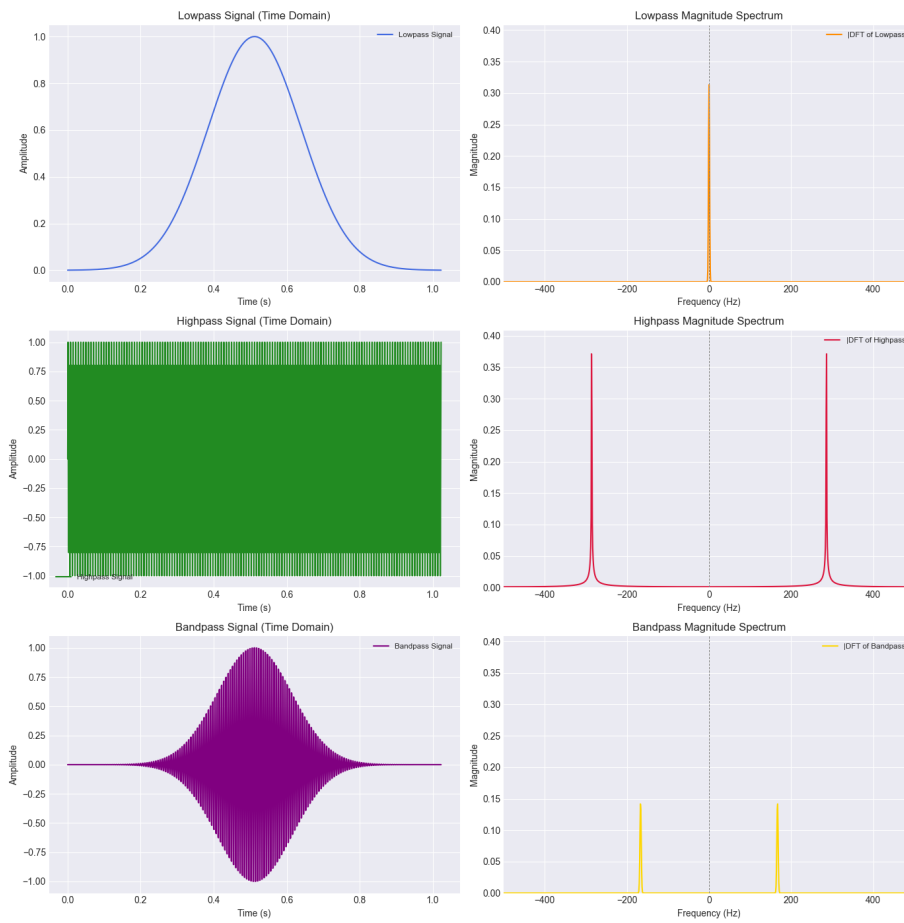 Lowpass Signal (Time Domain)
Lowpass Signal
1.0
0.8
0.6
0.4
0.2
0.0
Amplitude
0.0 0.2 0.4 0.6 0.8 1.0
Time (s)
Lowpass Magnitude Spectrum
|DFT of Lowpass
0.40
0.35
0.30
0.25
0.20
0.15
0.10
0.05
0.00
Magnitude
−400 −200 0 200 400
Frequency (Hz)
Highpass Signal (Time Domain)
1.00
0.75
0.50
0.25
0.00
−0.25
−0.50
−0.75
−1.00
Amplitude
Highpass Signal
0.0 0.2 0.4 0.6 0.8 1.0
Time (s)
Highpass Magnitude Spectrum
|DFT of Highpass
0.40
0.35
0.30
0.25
0.20
0.15
0.10
0.05
0.00
Magnitude
−400 −200 0 200 400
Frequency (Hz)
Bandpass Signal (Time Domain)
Bandpass Signal
1.00
0.75
0.50
0.25
0.00
−0.25
−0.50
−0.75
−1.00
Amplitude
0.0 0.2 0.4 0.6 0.8 1.0
Time (s)
Bandpass Magnitude Spectrum
|DFT of Bandpass
0.40
0.35
0.30
0.25
0.20
0.15
0.10
0.05
0.00
Magnitude
−400 −200 0 200 400
Frequency (Hz)